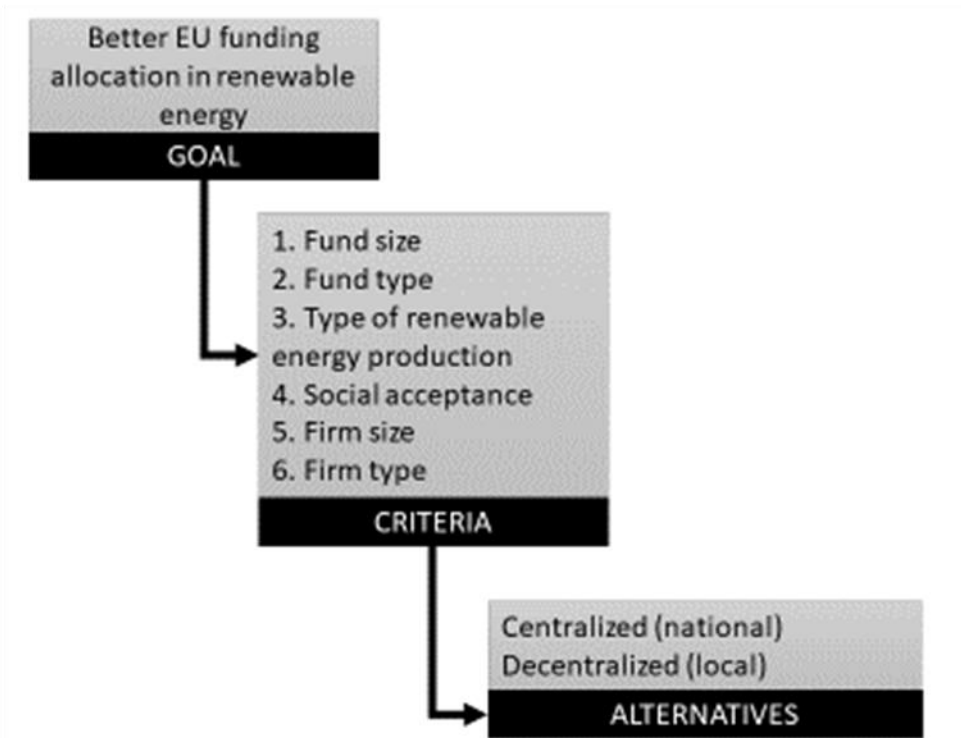 Better EU funding
allocation in renewable
energy
GOAL
1. Fund size
2. Fund type
3. Type of renewable
energy production
4. Social acceptance
5. Firm size
6. Firm type
CRITERIA
Centralized (national)
Decentralized (local)
ALTERNATIVES